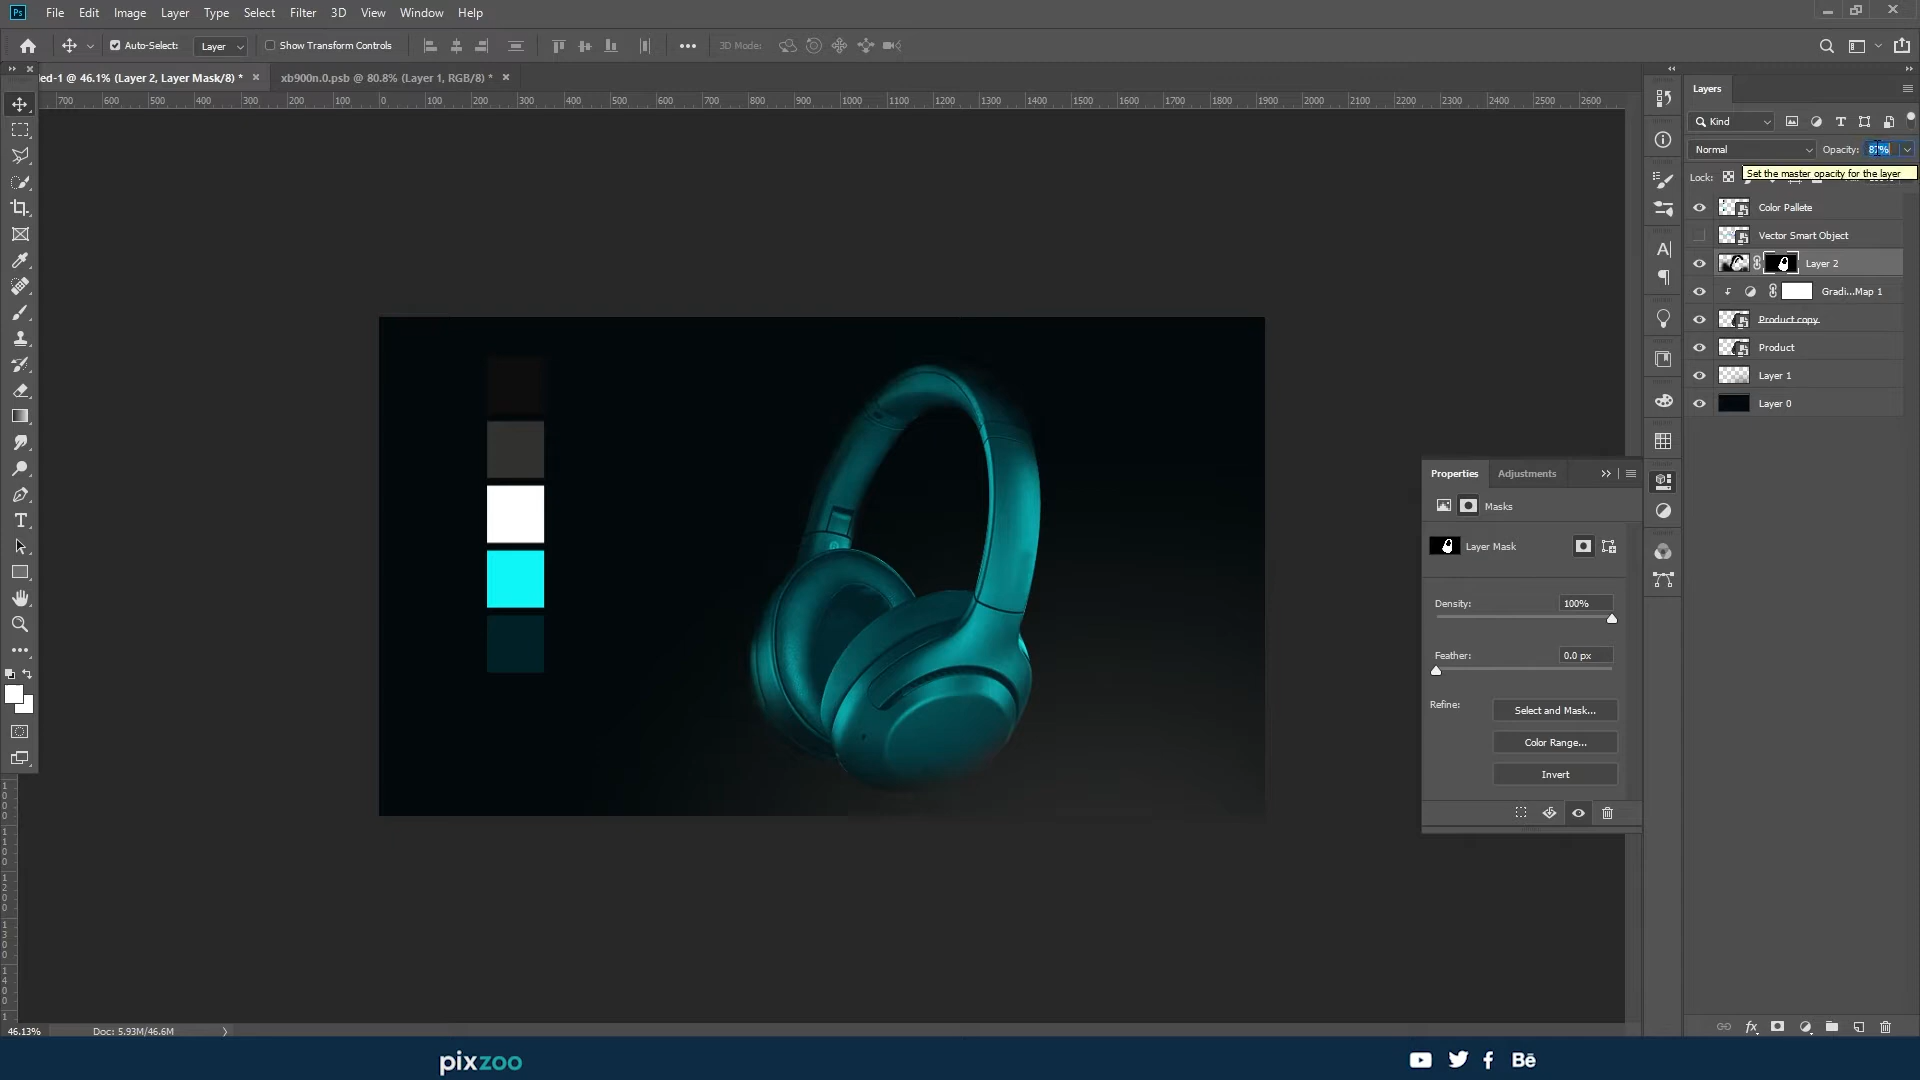 Ps File Edit Image Layer Type Select Filter 3D View Window Help
Auto-Select: Layer Show Transform Controls 3D Mode:
led-1 @ 46.1% (Layer 2, Layer Mask/8) * xb900n.0.psb @ 80.8% (Layer 1, RGB/8) *
700 600 500 400 300 200 100 0 100 200 300 400 500 600 700 800 900 1000 1100 1200 1300 1400 1500 1600 1700 1800 1900 2000 2100 2200 2300 2400 2500 2600
Layers
Kind
Normal Opacity:
Set the master opacity for the layer
Lock:
Color Pallete
Vector Smart Object
Layer 2
Gradi...Map 1
Product copy
Product
Layer 1
Layer 0
Properties Adjustments
Masks
Layer Mask
Density: 100%
Feather: 0.0 px
Refine: Select and Mask...
Color Range...
Invert
46.13% Doc: 5.93M/46.6M
pixzoo
Bē